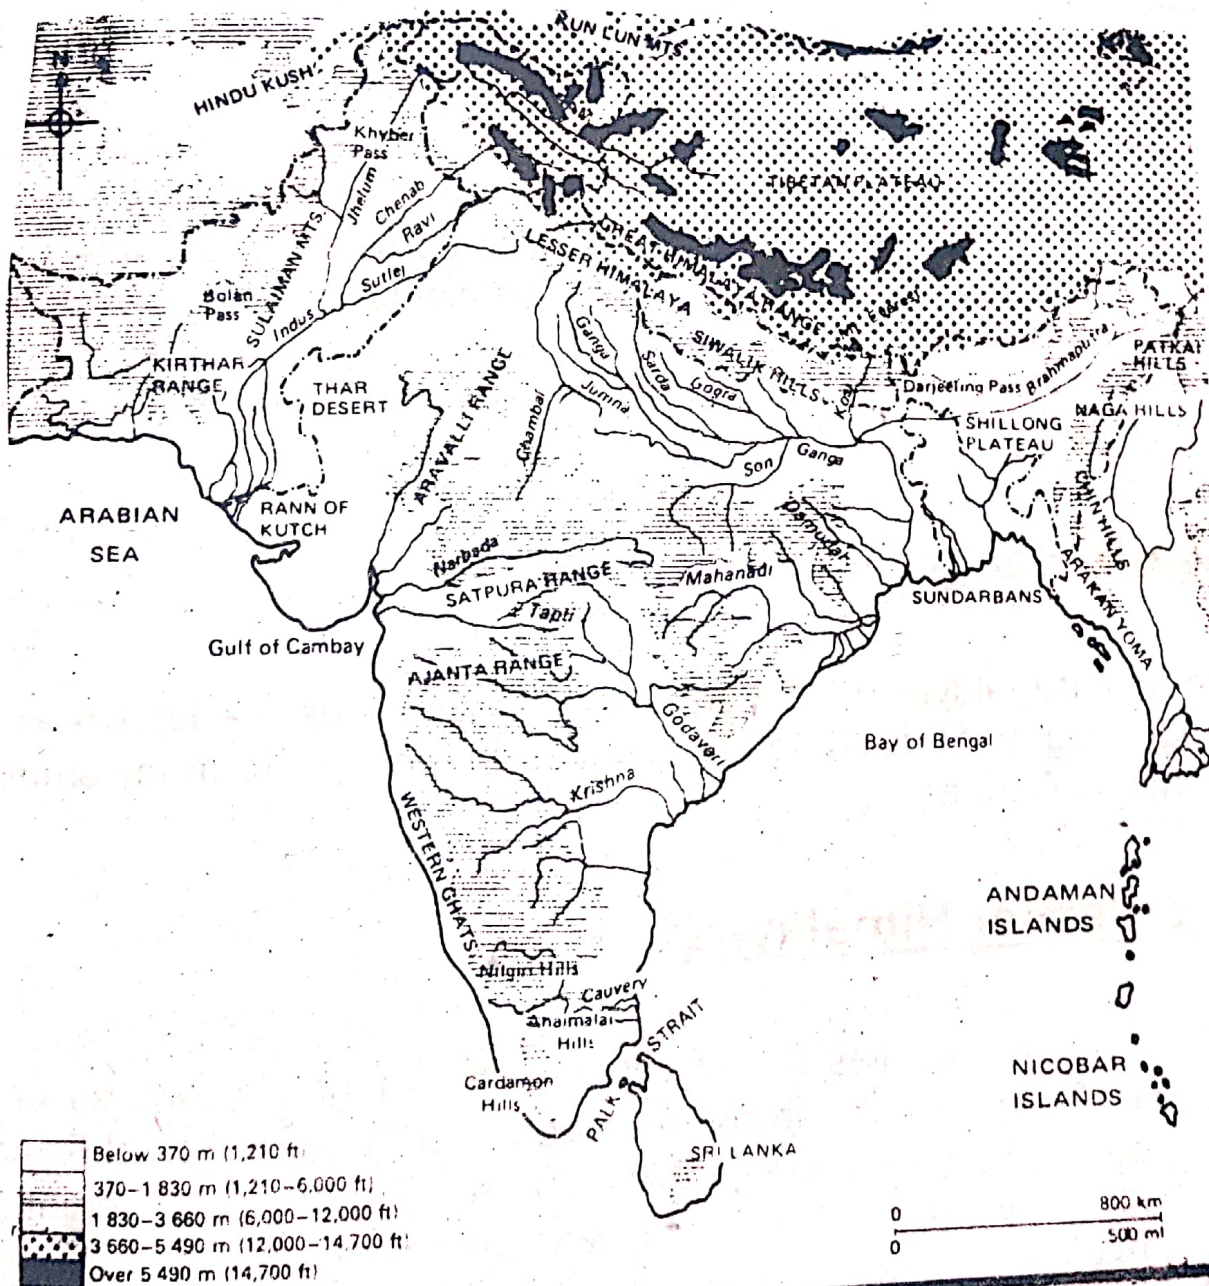 KUN LUN MTS
N
HINDU KUSH
Khyber
Pass
TIBETAN PLATEAU
Jhelum
Chenab
Ravi
Sutlej
SULAIMAN MTS
GREAT HIMALAYA RANGE
LESSER HIMALAYA
Everest
Bolan
Pass
Indus
KIRTHAR
RANGE
THAR
DESERT
ARAVALLI RANGE
Chambal
Ganga
Jumna
Sarda
Gogra
SIWALIK HILLS
Kosi
Darjeeling Pass
Brahmaputra
PATKAI
HILLS
NAGA HILLS
SHILLONG
PLATEAU
Son
Ganga
CHIN HILLS
ARABIAN
SEA
RANN OF
KUTCH
Narbada
SATPURA RANGE
Tapti
Mahanadi
Damudar
SUNDARBANS
ARAKAN YOMA
Gulf of Cambay
AJANTA RANGE
Godavari
Bay of Bengal
Krishna
WESTERN GHATS
ANDAMAN
ISLANDS
Nilgiri Hills
Cauvery
Anaimalai
Hills
PALK STRAIT
Cardamon
Hills
NICOBAR
ISLANDS
SRI LANKA
Below 370 m (1,210 ft)
370–1 830 m (1,210–6,000 ft)
1 830–3 660 m (6,000–12,000 ft)
3 660–5 490 m (12,000–14,700 ft)
Over 5 490 m (14,700 ft)
0 800 km
0 500 ml